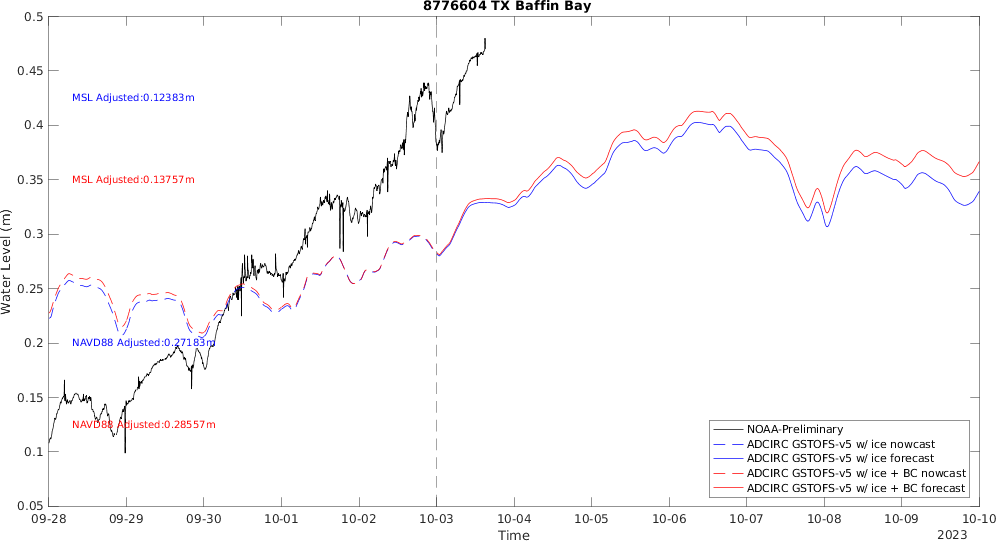 8776604 TX Baffin Bay
0.5
0.45
0.4
0.35
0.3
0.25
0.2
0.15
0.1
0.05
Water Level (m)
MSL Adjusted:0.12383m
MSL Adjusted:0.13757m
NAVD88 Adjusted:0.27183m
NAVD88 Adjusted:0.28557m
NOAA-Preliminary
ADCIRC GSTOFS-v5 w/ ice nowcast
ADCIRC GSTOFS-v5 w/ ice forecast
ADCIRC GSTOFS-v5 w/ ice + BC nowcast
ADCIRC GSTOFS-v5 w/ ice + BC forecast
09-28 09-29 09-30 10-01 10-02 10-03 10-04 10-05 10-06 10-07 10-08 10-09 10-10
Time
2023